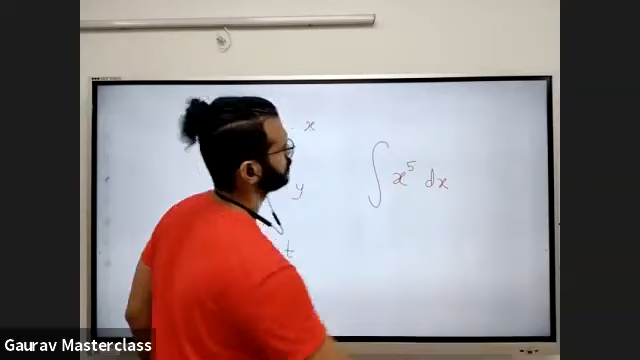 x
∫ x⁵ dx
y
t
Gaurav Masterclass